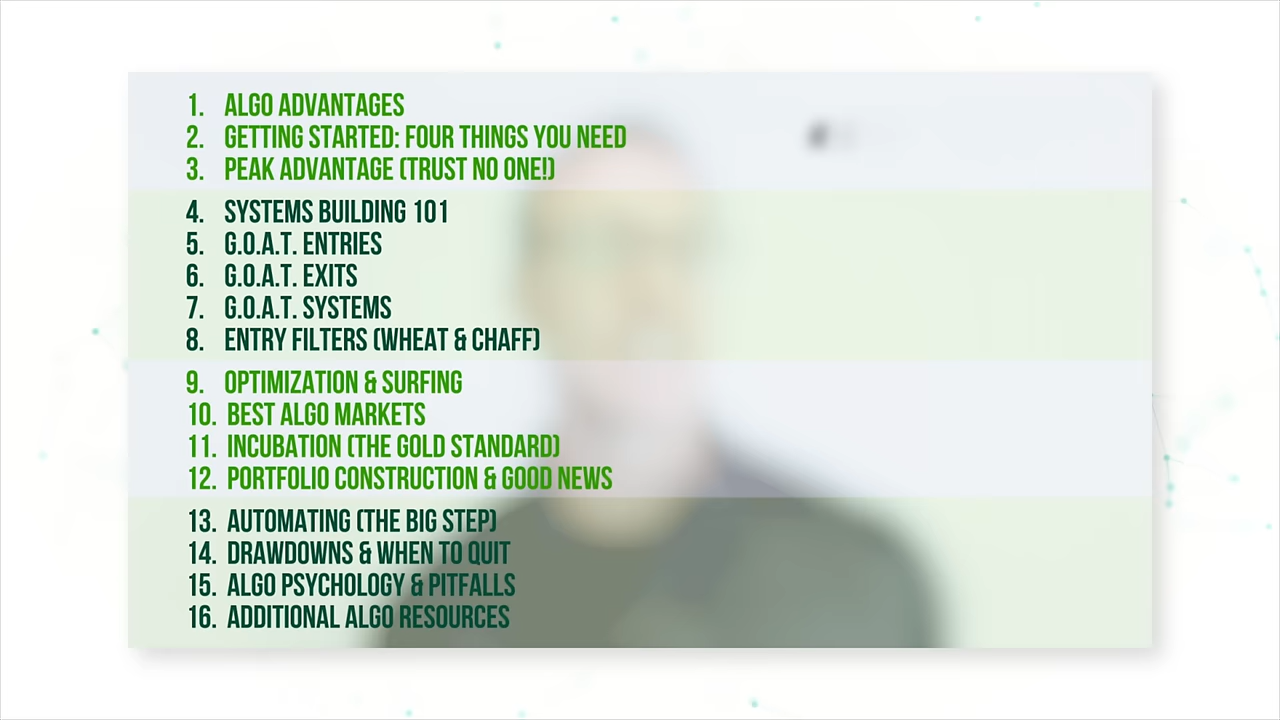 1. ALGO ADVANTAGES
2. GETTING STARTED: FOUR THINGS YOU NEED
3. PEAK ADVANTAGE (TRUST NO ONE!)
4. SYSTEMS BUILDING 101
5. G.O.A.T. ENTRIES
6. G.O.A.T. EXITS
7. G.O.A.T. SYSTEMS
8. ENTRY FILTERS (WHEAT & CHAFF)
9. OPTIMIZATION & SURFING
10. BEST ALGO MARKETS
11. INCUBATION (THE GOLD STANDARD)
12. PORTFOLIO CONSTRUCTION & GOOD NEWS
13. AUTOMATING (THE BIG STEP)
14. DRAWDOWNS & WHEN TO QUIT
15. ALGO PSYCHOLOGY & PITFALLS
16. ADDITIONAL ALGO RESOURCES